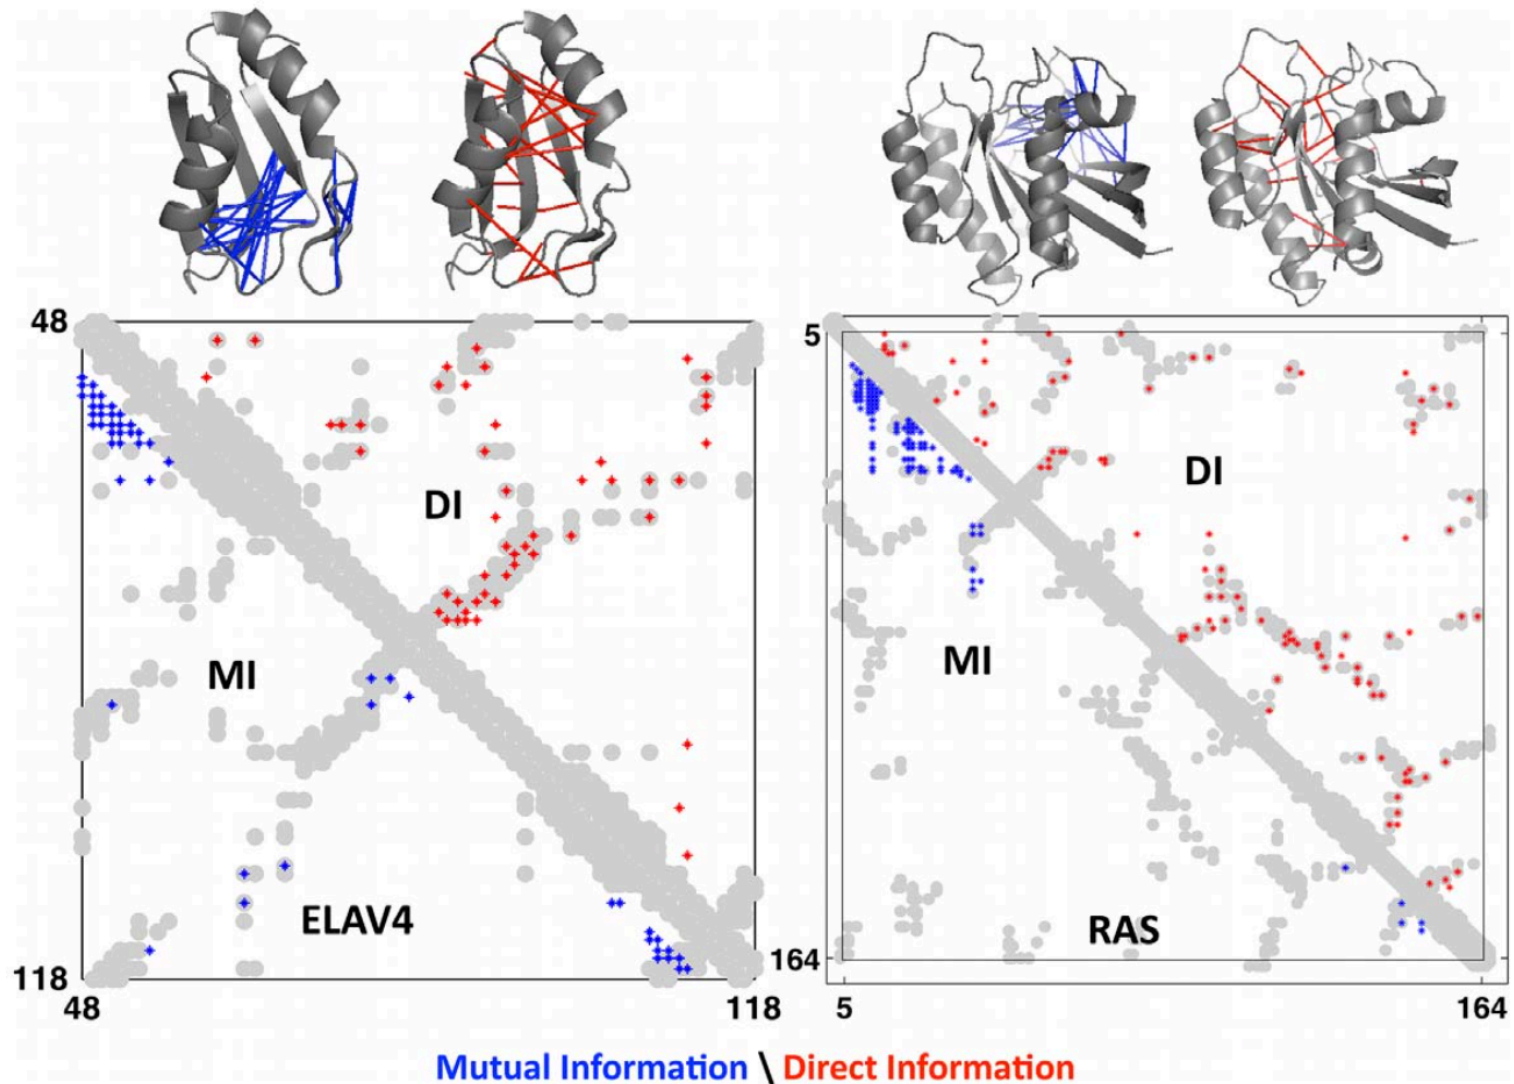 48
5
DI
DI
MI
MI
ELAV4
RAS
118
164
48
118
5
164
Mutual Information \ Direct Information